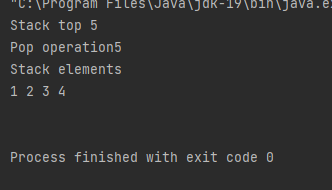 "C:\Program Files\Java\jdk-19\bin\java.ex
Stack top 5
Pop operation5
Stack elements
1 2 3 4
Process finished with exit code 0